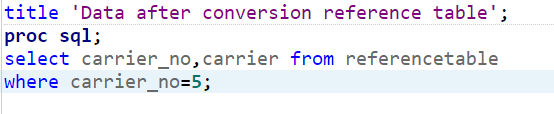 title 'Data after conversion reference table';
proc sql;
select carrier_no,carrier from referencetable
where carrier_no=5;